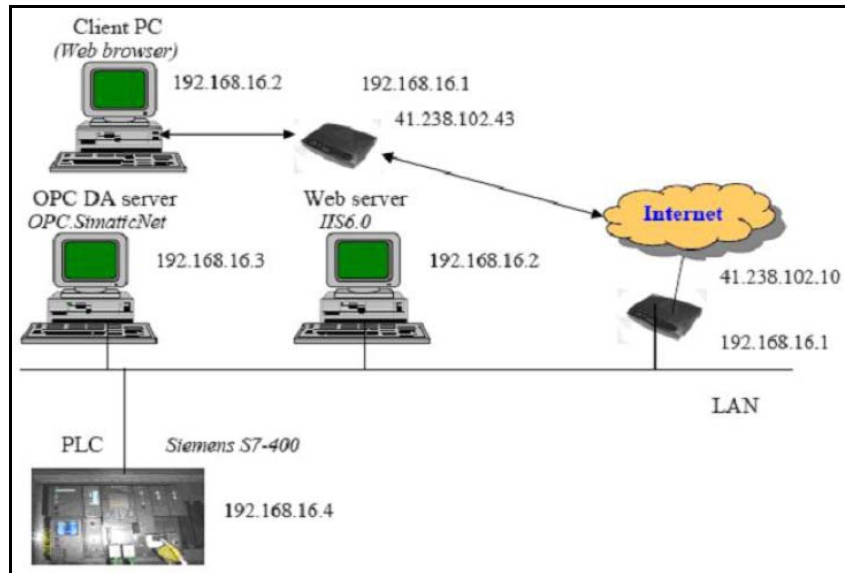 Client PC
(Web browser)
192.168.16.2
192.168.16.1
41.238.102.43
OPC DA server
OPC.SimaticNet
192.168.16.3
Web server
IIS6.0
192.168.16.2
Internet
41.238.102.10
192.168.16.1
LAN
PLC
Siemens S7-400
192.168.16.4